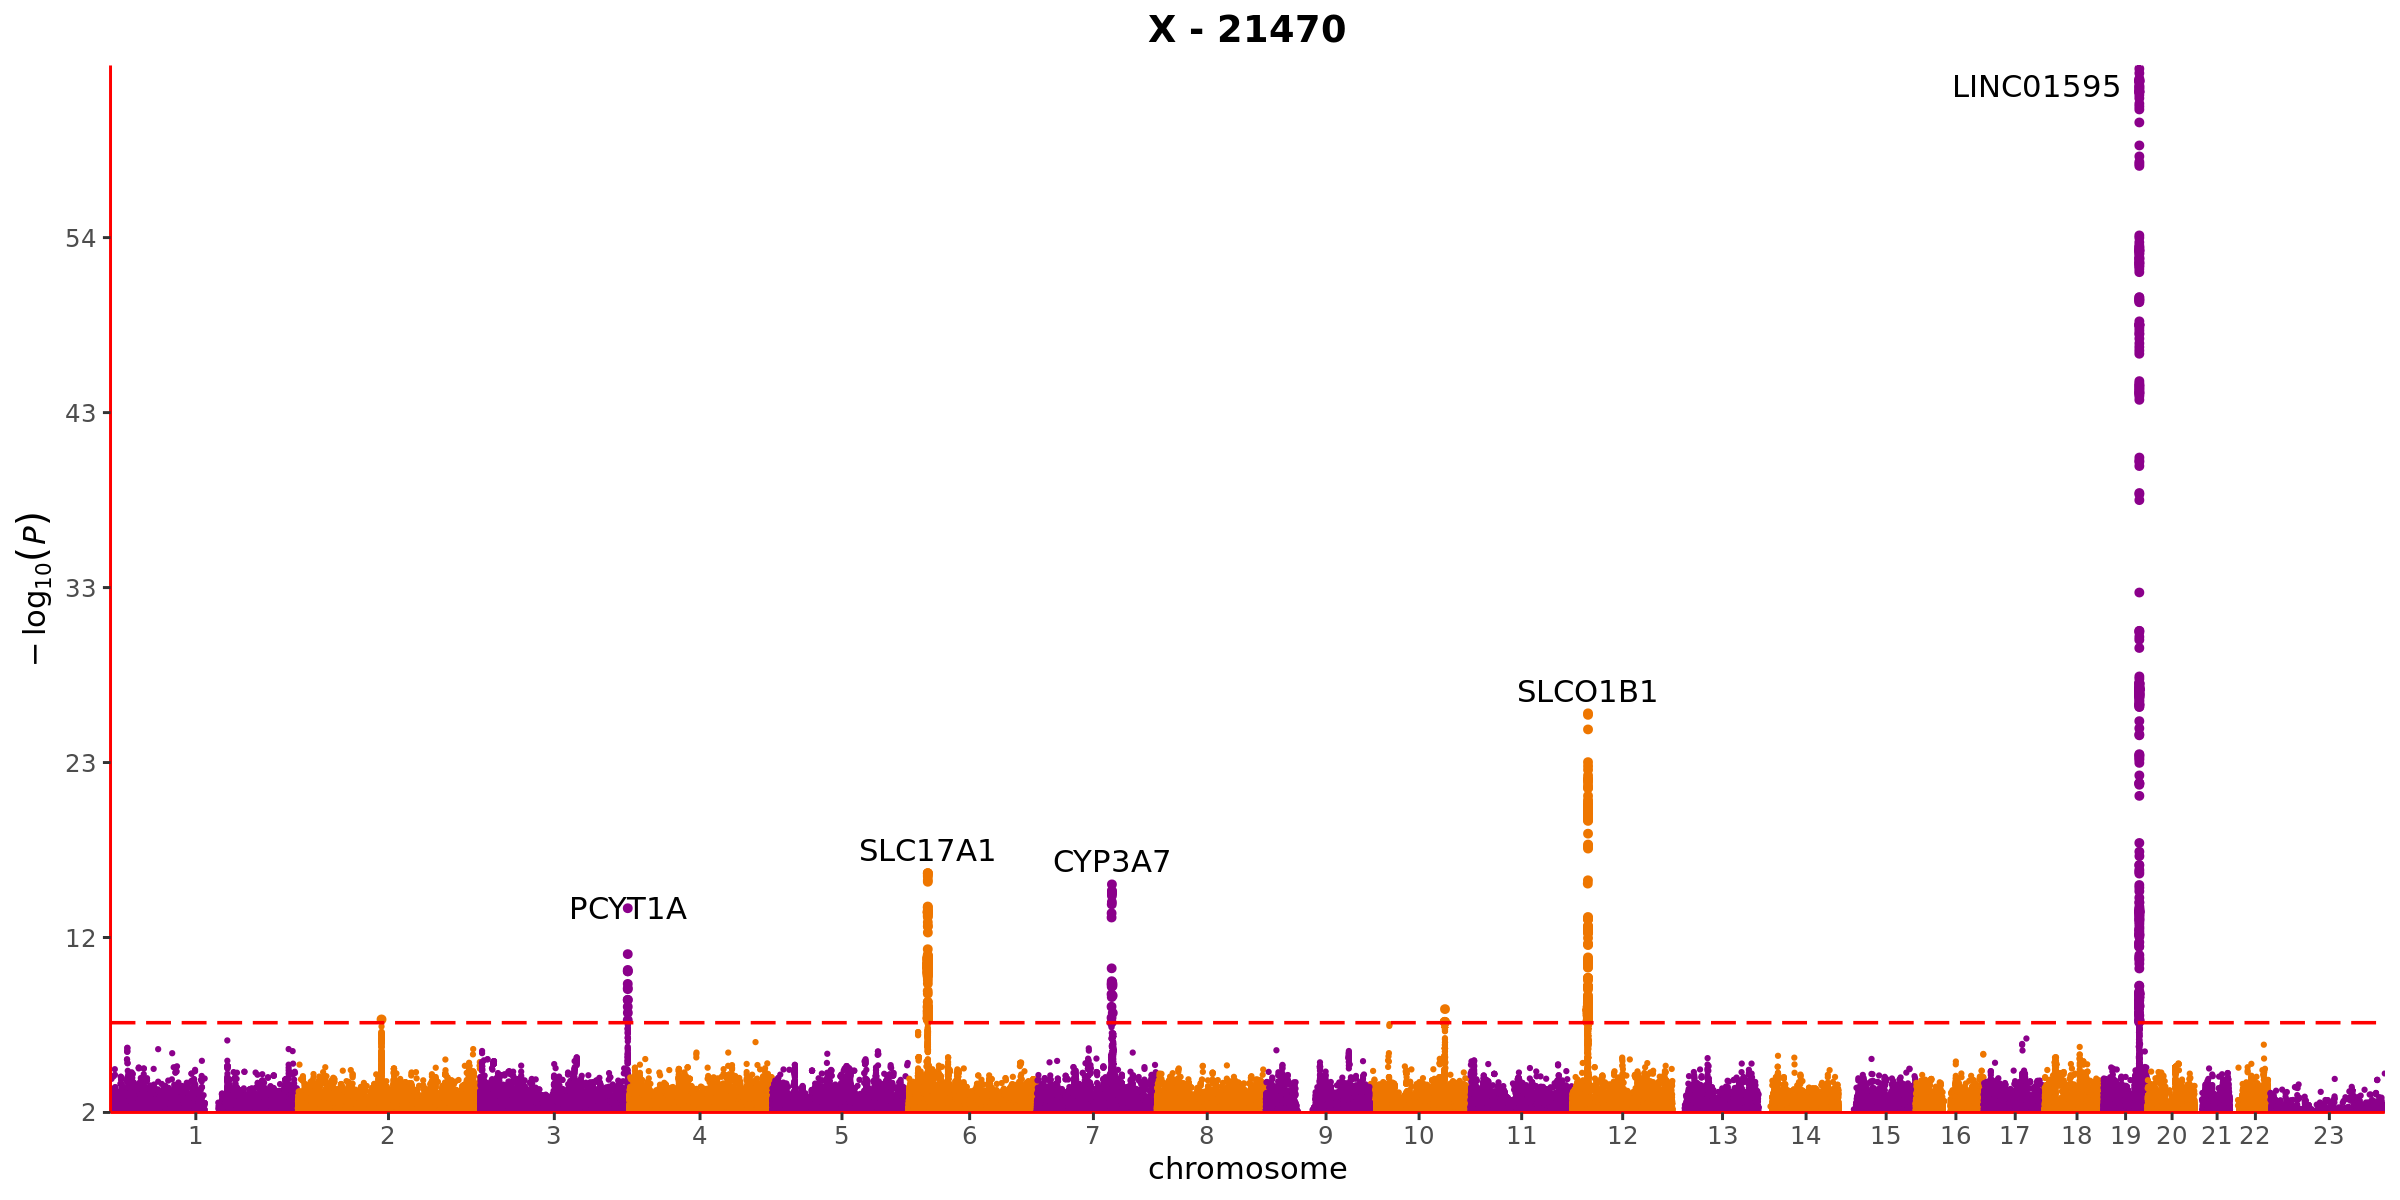 X - 21470
LINC01595
54
43
33
23
12
2
− log10(P)
SLCO1B1
SLC17A1
CYP3A7
PCYT1A
1 2 3 4 5 6 7 8 9 10 11 12 13 14 15 16 17 18 19 20 21 22 23
chromosome